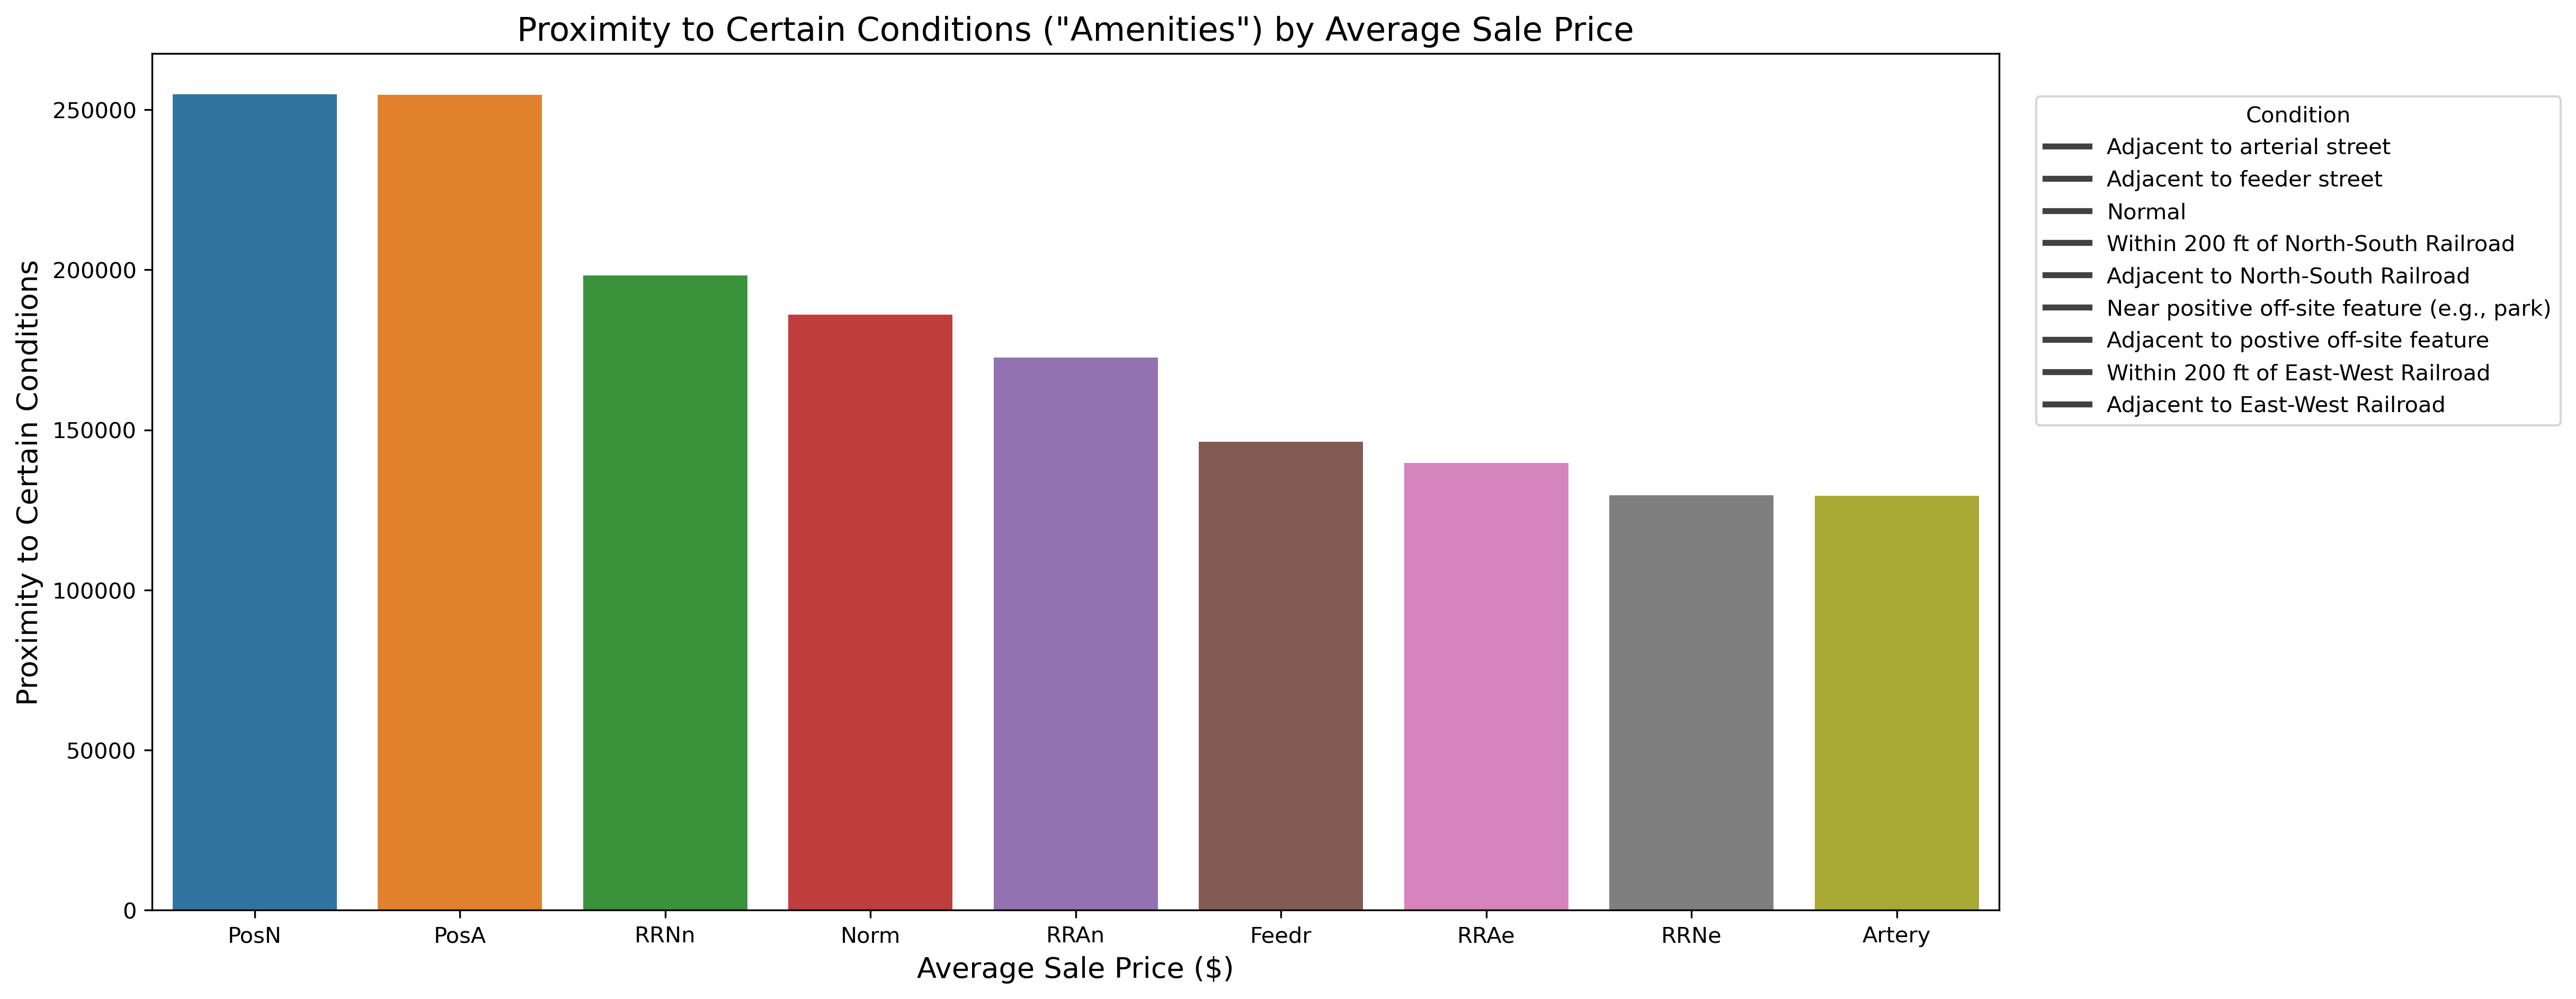 Proximity to Certain Conditions ("Amenities") by Average Sale Price
Proximity to Certain Conditions
250000
200000
150000
100000
50000
0
PosN PosA RRNn Norm RRAn Feedr RRAe RRNe Artery
Average Sale Price ($)
Condition
Adjacent to arterial street
Adjacent to feeder street
Normal
Within 200 ft of North-South Railroad
Adjacent to North-South Railroad
Near positive off-site feature (e.g., park)
Adjacent to postive off-site feature
Within 200 ft of East-West Railroad
Adjacent to East-West Railroad